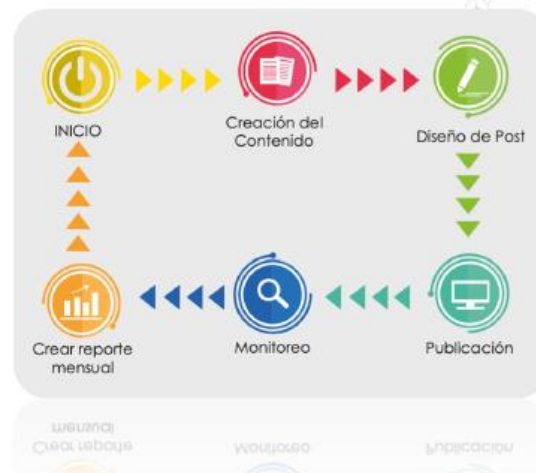 INICIO
Creación del
Contenido
Diseño de Post
Crear reporte
mensual
Monitoreo
Publicación